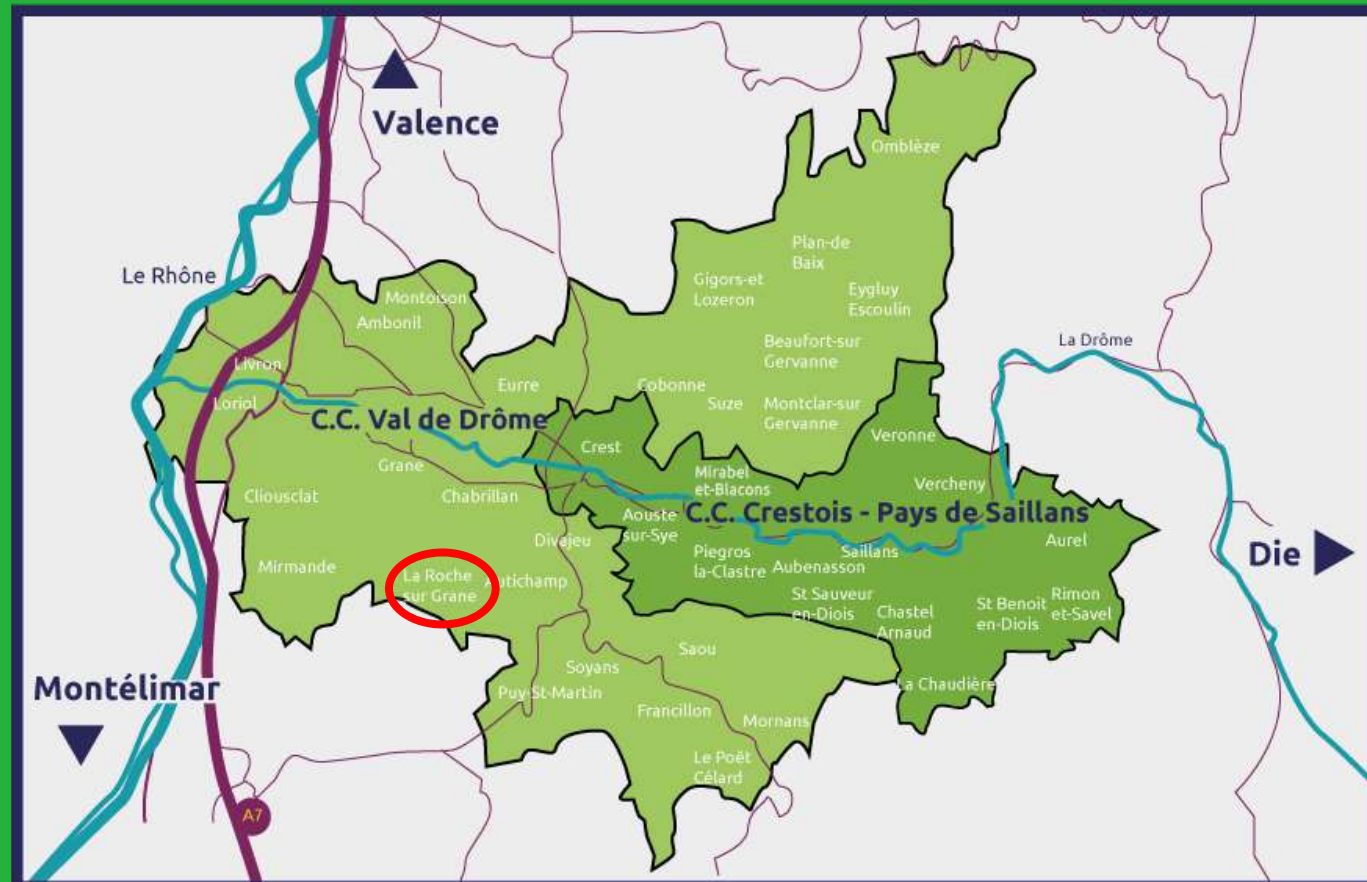 Valence
Omblèze
Plan-de
Baix
Le Rhône
Gigors-et
Lozeron
Eygluy
Escoulin
Montoison
Ambonil
Beaufort-sur
Gervanne
La Drôme
Livron
Eurre
Cobonne
Suze
Montclar-sur
Gervanne
Loriol
C.C. Val de Drôme
Crest
Veronne
Grane
Mirabel
et-Blacons
Vercheny
Cliousclat
Chabrillan
Aouste
sur-Sye
C.C. Crestois - Pays de Saillans
Divajeu
Piegros
la-Clastre
Aubenasson
Saillans
Aurel
Die
Mirmande
La Roche
sur Grane
Autichamp
St Sauveur
en-Diois
Chastel
Arnaud
St Benoit
en-Diois
Rimon
et-Savel
Saou
Soyans
Montélimar
Puy-St-Martin
La Chaudière
Francillon
Mornans
Le Poët
Célard
A7